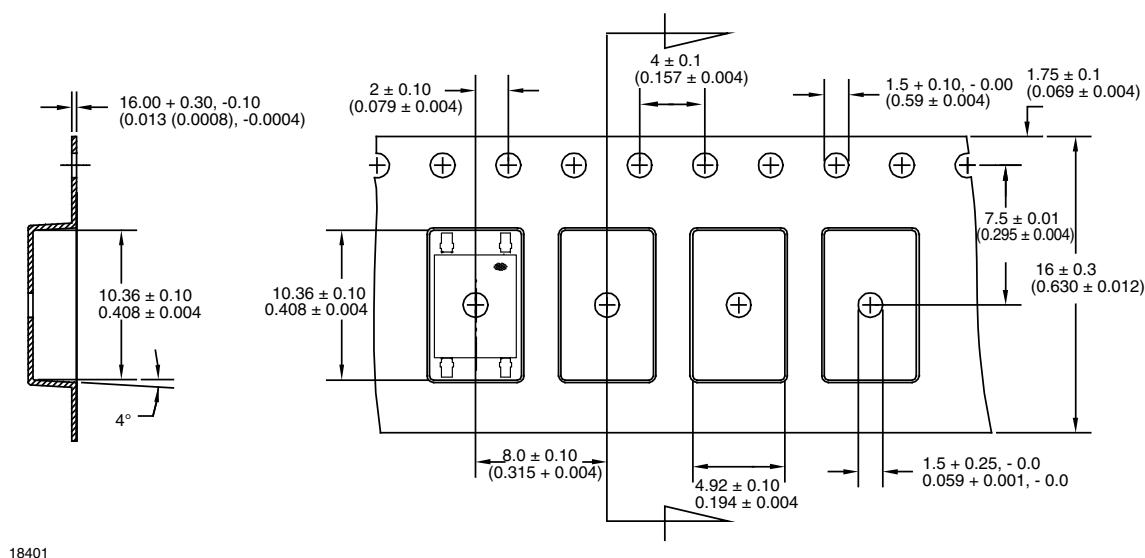 4 ± 0.1
(0.157 ± 0.004)
2 ± 0.10
(0.079 ± 0.004)
1.5 + 0.10, - 0.00
(0.59 ± 0.004)
1.75 ± 0.1
(0.069 ± 0.004)
16.00 + 0.30, -0.10
(0.013 (0.0008), -0.0004)
7.5 ± 0.01
(0.295 ± 0.004)
16 ± 0.3
(0.630 ± 0.012)
10.36 ± 0.10
0.408 ± 0.004
10.36 ± 0.10
0.408 ± 0.004
4°
8.0 ± 0.10
(0.315 + 0.004)
4.92 ± 0.10
0.194 ± 0.004
1.5 + 0.25, - 0.0
0.059 + 0.001, - 0.0
18401